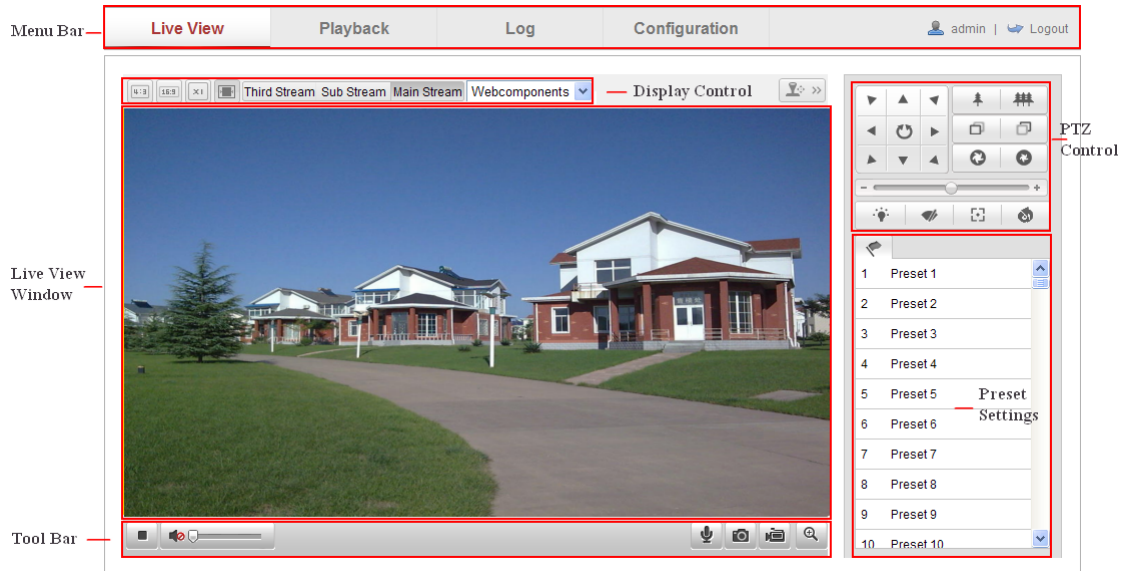 Menu Bar
Live View
Playback
Log
Configuration
admin | Logout
4:3 16:9 X1 Third Stream Sub Stream Main Stream Webcomponents
Display Control
PTZ
Control
Live View
Window
1 Preset 1
2 Preset 2
3 Preset 3
4 Preset 4
5 Preset 5
6 Preset 6
7 Preset 7
8 Preset 8
9 Preset 9
10 Preset 10
Preset
Settings
Tool Bar